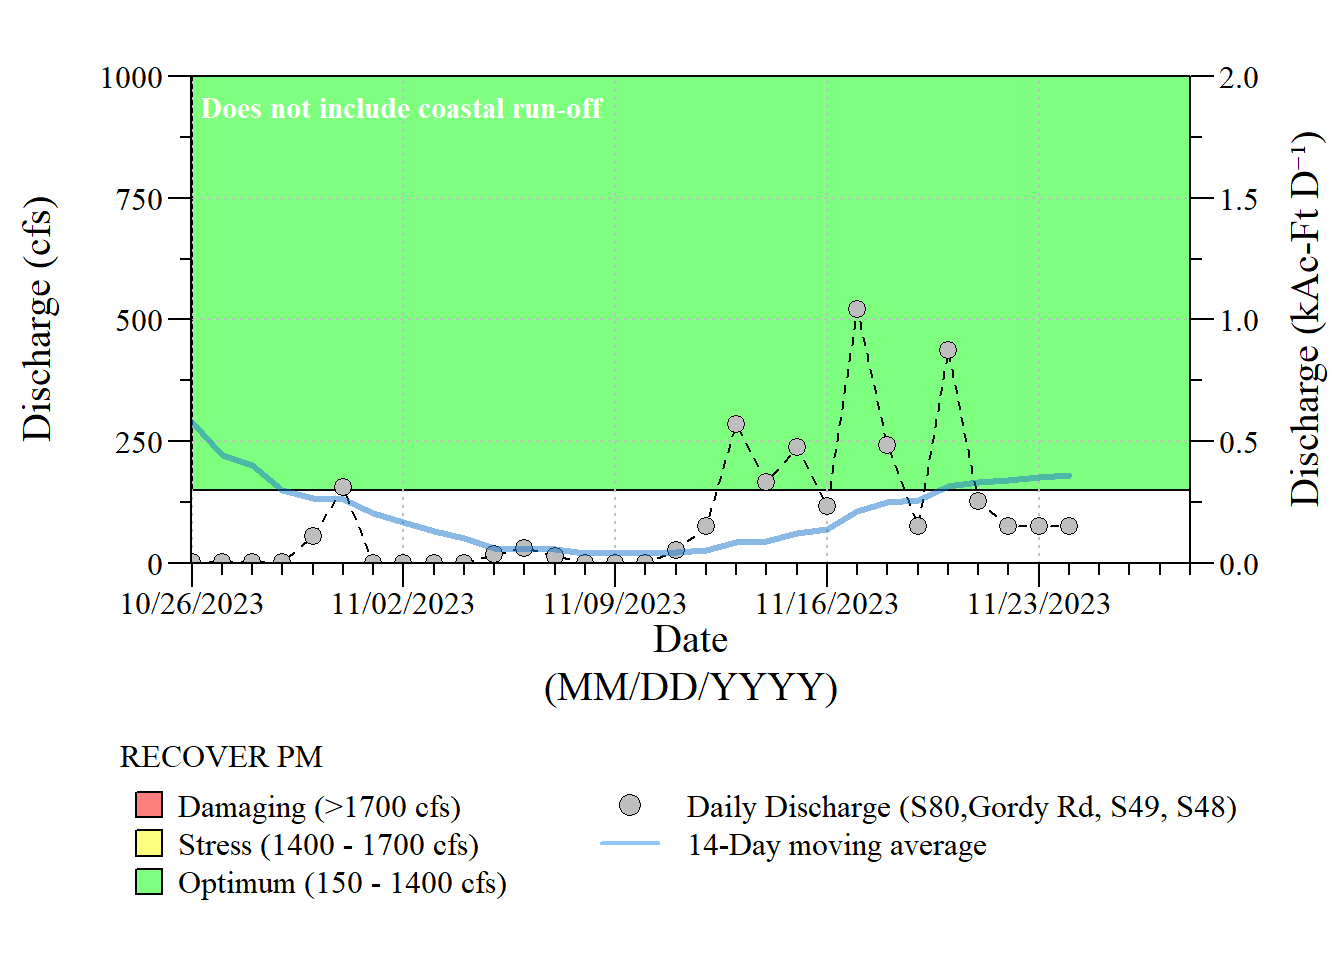 1000
750
500
250
0
Discharge (cfs)
Does not include coastal run-off
2.0
1.5
1.0
0.5
0.0
Discharge (kAc-Ft D⁻¹)
10/26/2023
11/02/2023
11/09/2023
11/16/2023
11/23/2023
Date
(MM/DD/YYYY)
RECOVER PM
Damaging (>1700 cfs)
Stress (1400 - 1700 cfs)
Optimum (150 - 1400 cfs)
Daily Discharge (S80,Gordy Rd, S49, S48)
14-Day moving average